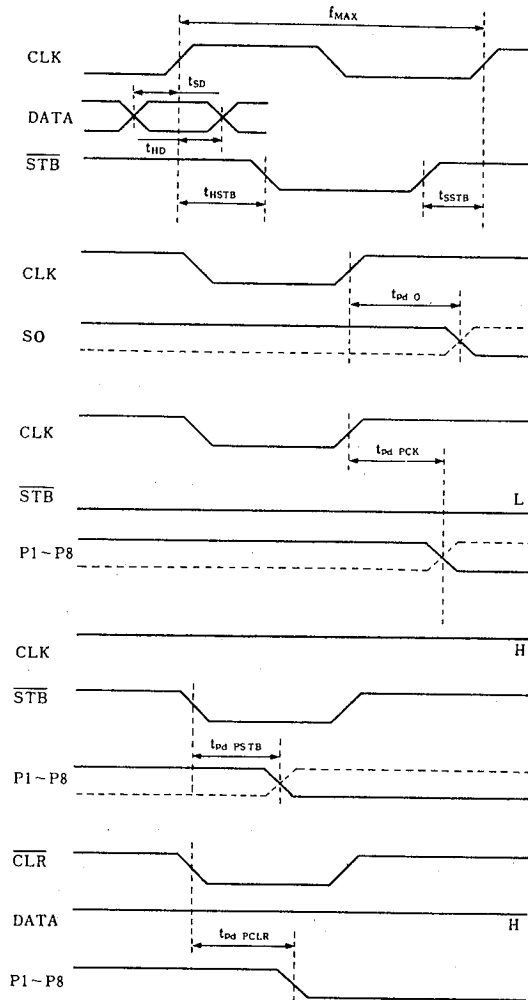 fMAX
CLK
tSD
DATA
tHD
STB
tHSTB
tSSTB
CLK
tpd O
SO
CLK
tpd PCK
STB
L
P1~P8
CLK
H
STB
tpd PSTB
P1~P8
CLR
DATA
H
tpd PCLR
P1~P8